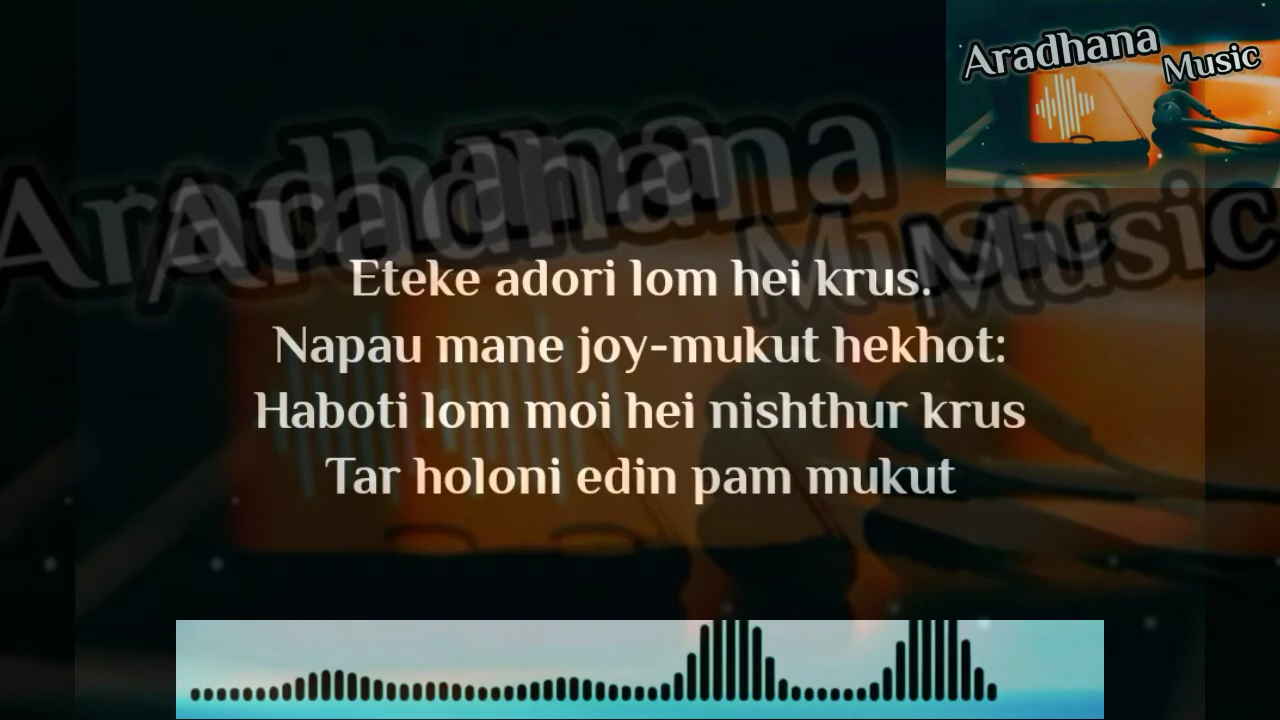 Aradhana
Music
Aradhana
Music
Eteke adori lom hei krus.
Napau mane joy-mukut hekhot:
Haboti lom moi hei nishthur krus
Tar holoni edin pam mukut